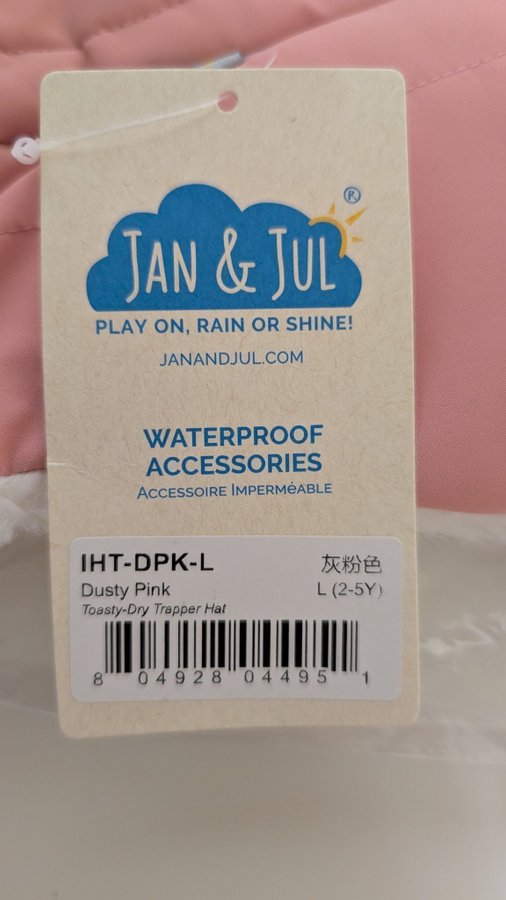 JAN & JUL ®
PLAY ON, RAIN OR SHINE!
JANANDJUL.COM
WATERPROOF
ACCESSORIES
ACCESSOIRE IMPERMéABLE
IHT-DPK-L 灰粉色
Dusty Pink L (2-5Y)
Toasty-Dry Trapper Hat
8 04928 04495 1